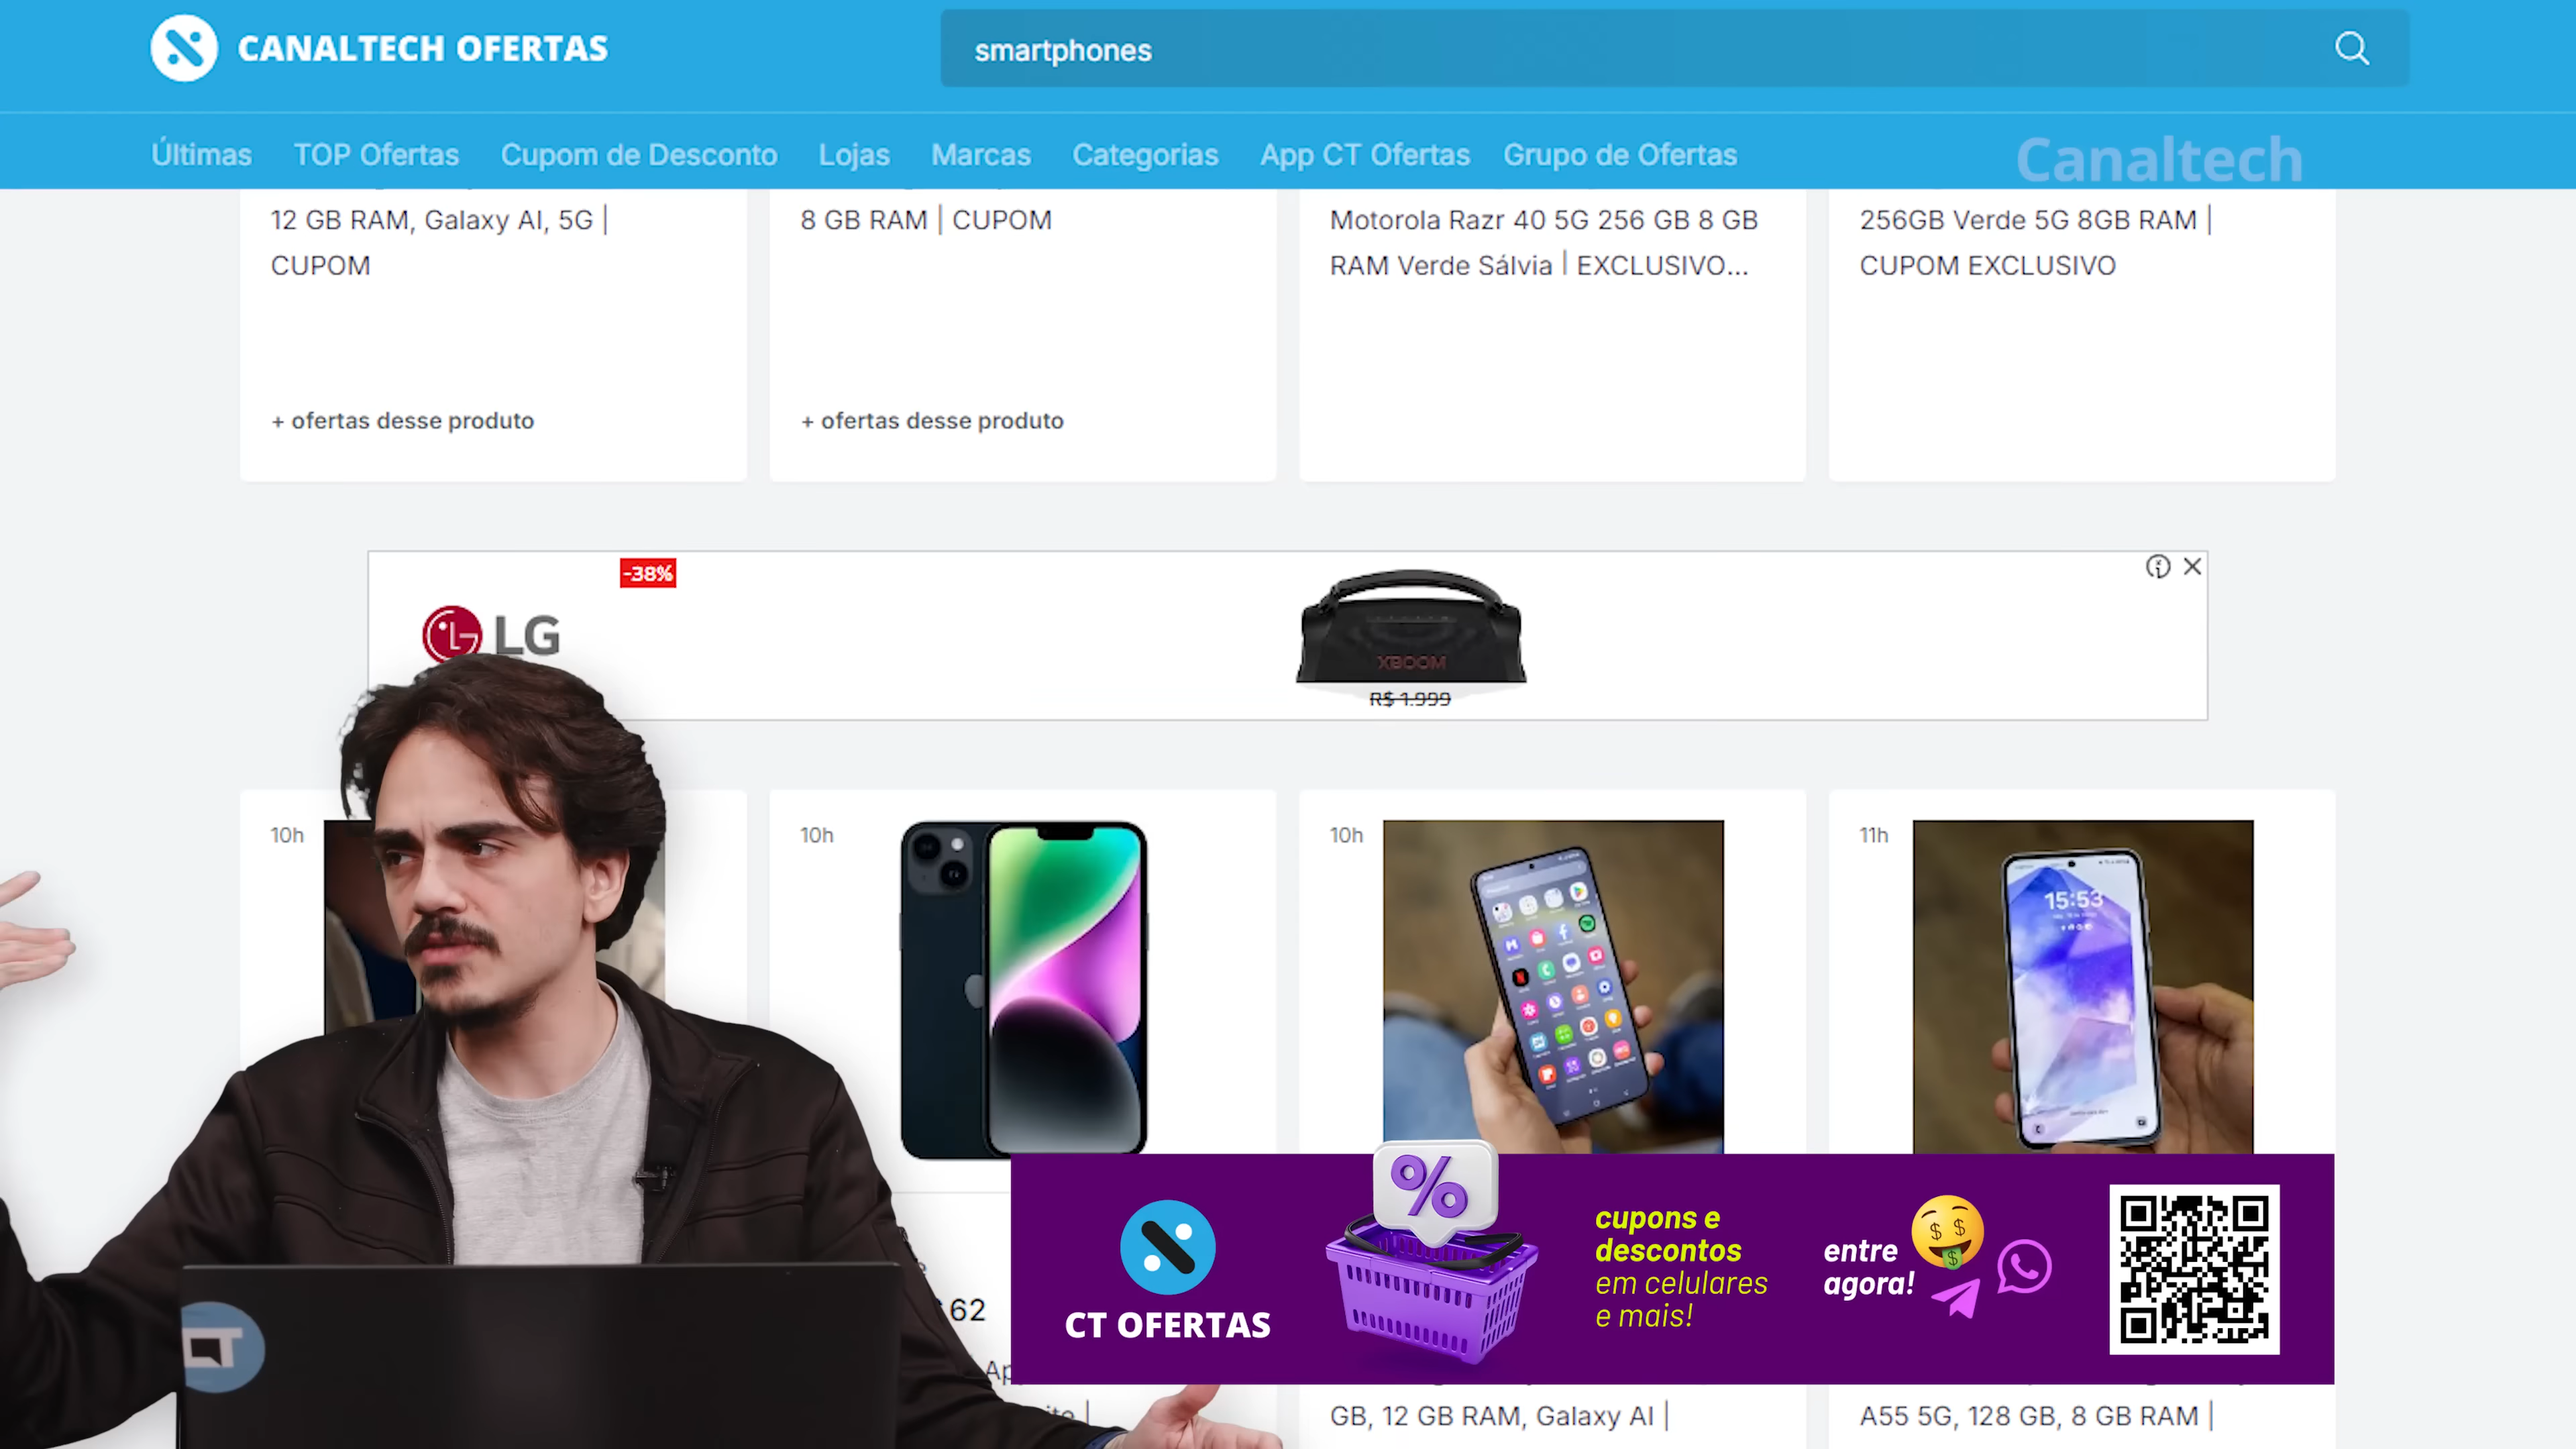 CANALTECH OFERTAS
smartphones
Últimas
TOP Ofertas
Cupom de Desconto
Lojas
Marcas
Categorias
App CT Ofertas
Grupo de Ofertas
Canaltech
12 GB RAM, Galaxy AI, 5G |
CUPOM
+ ofertas desse produto
8 GB RAM | CUPOM
+ ofertas desse produto
Motorola Razr 40 5G 256 GB 8 GB
RAM Verde Sálvia | EXCLUSIVO...
256GB Verde 5G 8GB RAM |
CUPOM EXCLUSIVO
-38%
LG
XBOOM
R$ 1.999
10h
10h
10h
11h
15:53
62
%
CT OFERTAS
cupons e
descontos
em celulares
e mais!
entre
agora!
GB, 12 GB RAM, Galaxy AI |
A55 5G, 128 GB, 8 GB RAM |